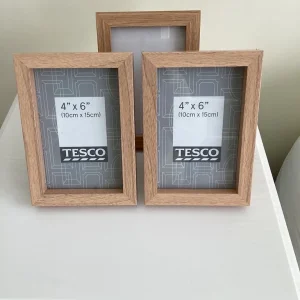 4" x 6"
(10cm x 15cm)
TESCO
4" x 6"
(10cm x 15cm)
TESCO